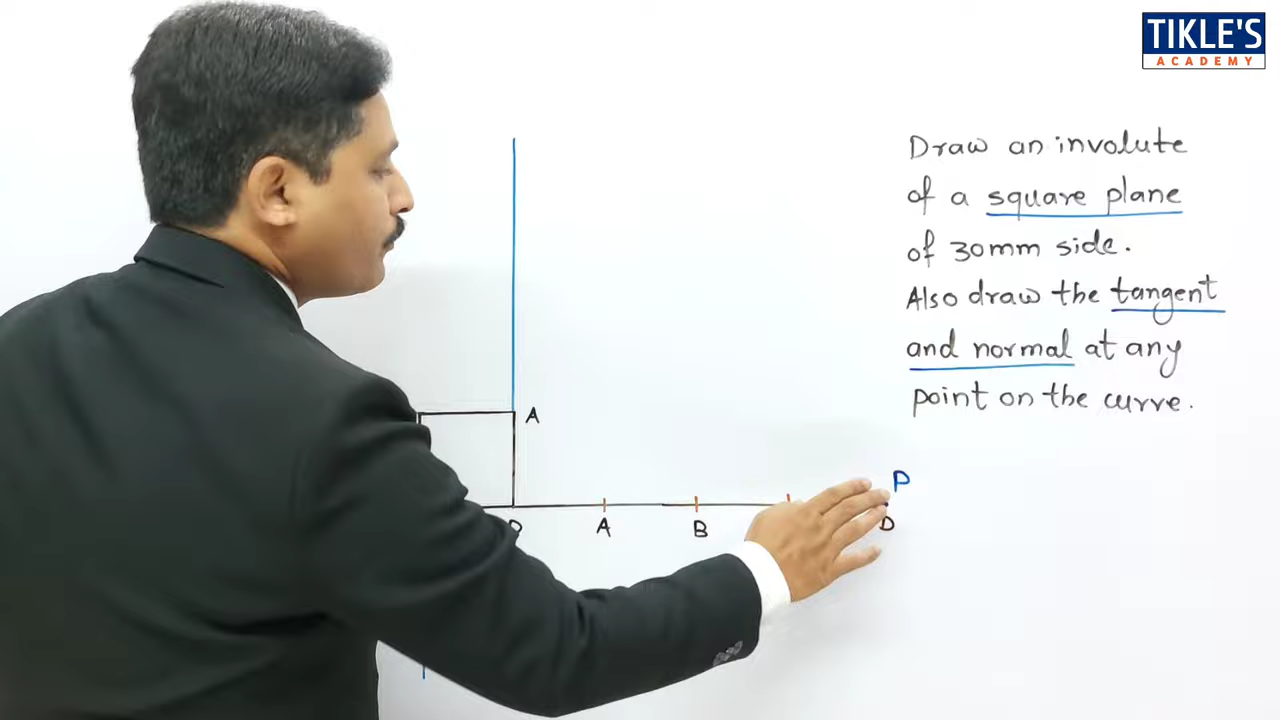 TIKLE'S
ACADEMY
Draw an involute
of a square plane
of 30mm side.
Also draw the tangent
and normal at any
point on the curve.
A
P
A
B
D